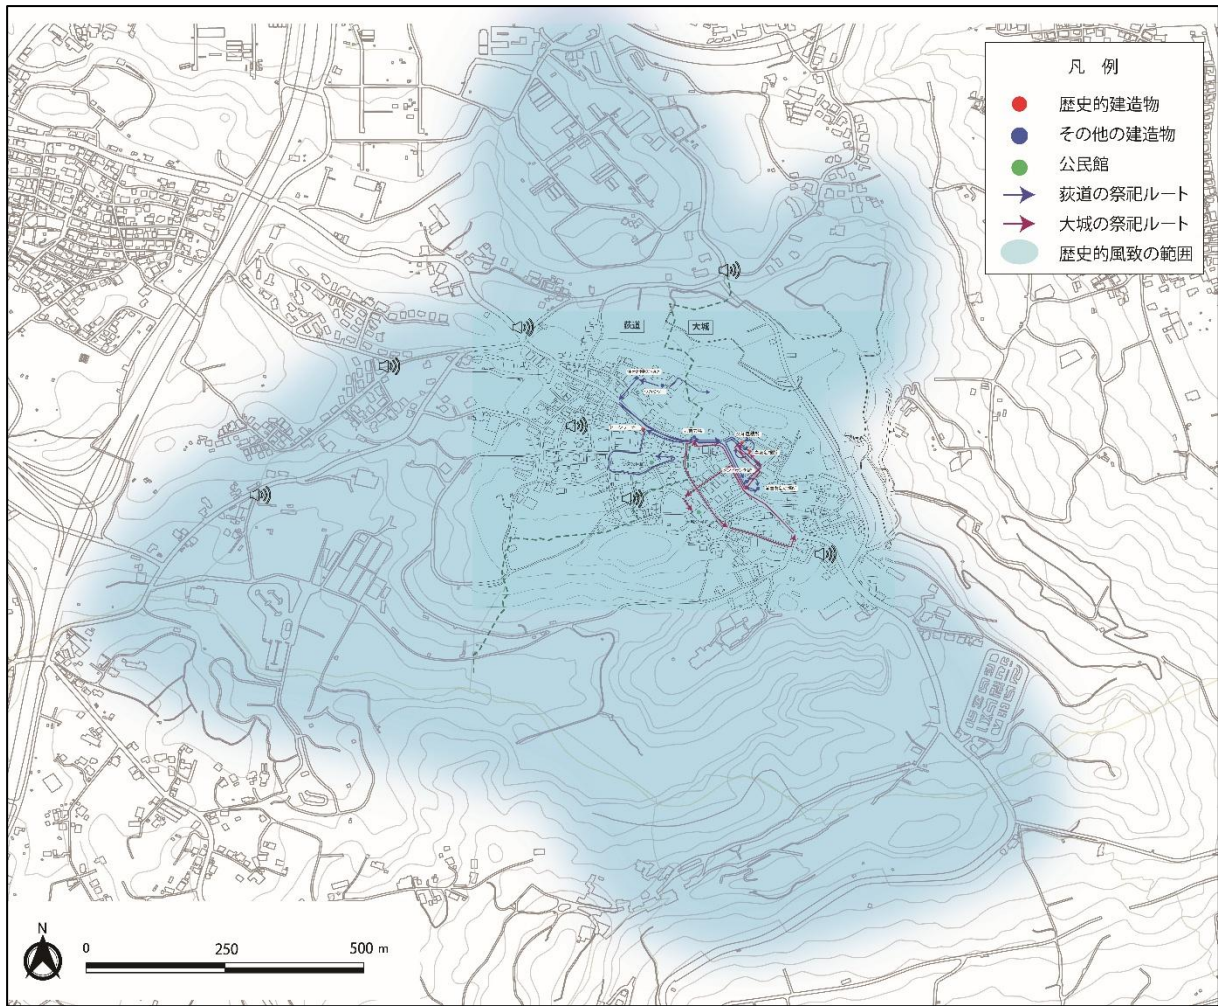 凡 例
歴史的建造物
その他の建造物
公民館
荻道の祭祀ルート
大城の祭祀ルート
歴史的風致の範囲
荻道
大城
N
0 250 500 m